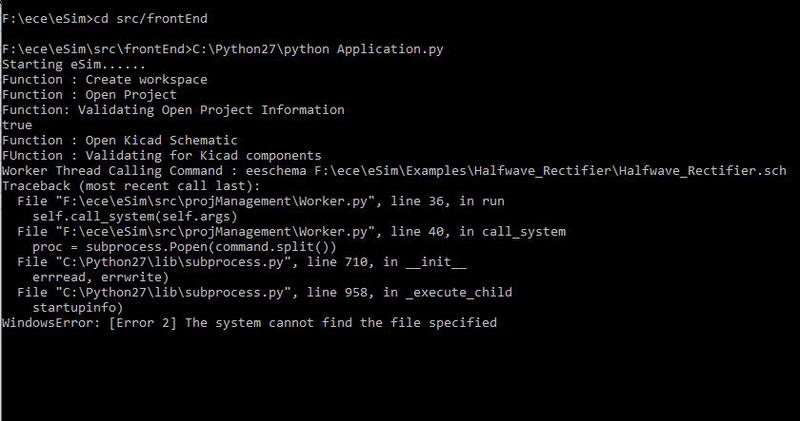 F:\ece\eSim>cd src/frontEnd
F:\ece\eSim\src\frontEnd>C:\Python27\python Application.py
Starting eSim......
Function : Create workspace
Function : Open Project
Function: Validating Open Project Information
true
Function : Open Kicad Schematic
FUnction : Validating for Kicad components
Worker Thread Calling Command : eeschema F:\ece\eSim\Examples\Halfwave_Rectifier\Halfwave_Rectifier.sch
Traceback (most recent call last):
  File "F:\ece\eSim\src\projManagement\Worker.py", line 36, in run
    self.call_system(self.args)
  File "F:\ece\eSim\src\projManagement\Worker.py", line 40, in call_system
    proc = subprocess.Popen(command.split())
  File "C:\Python27\lib\subprocess.py", line 710, in __init__
    errread, errwrite)
  File "C:\Python27\lib\subprocess.py", line 958, in _execute_child
    startupinfo)
WindowsError: [Error 2] The system cannot find the file specified